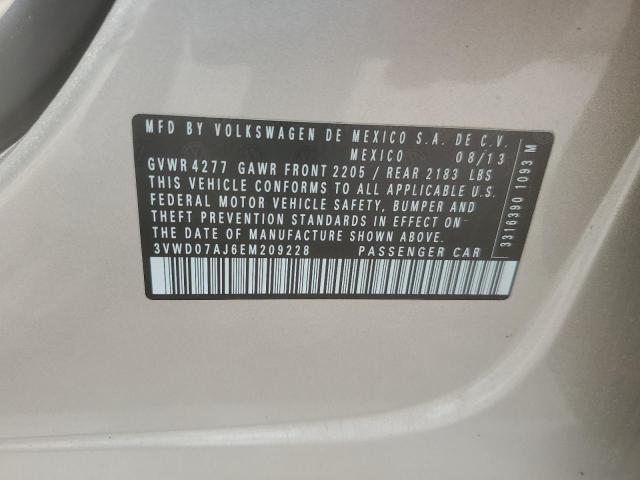 MFD BY VOLKSWAGEN DE MEXICO S.A. DE C.V.
MEXICO 08/13
GVWR 4277 GAWR FRONT 2205 / REAR 2183 LBS
THIS VEHICLE CONFORMS TO ALL APPLICABLE U.S.
FEDERAL MOTOR VEHICLE SAFETY, BUMPER AND
THEFT PREVENTION STANDARDS IN EFFECT ON
THE DATE OF MANUFACTURE SHOWN ABOVE.
3VWD07AJ6EM209228 PASSENGER CAR
3316390 1093 M